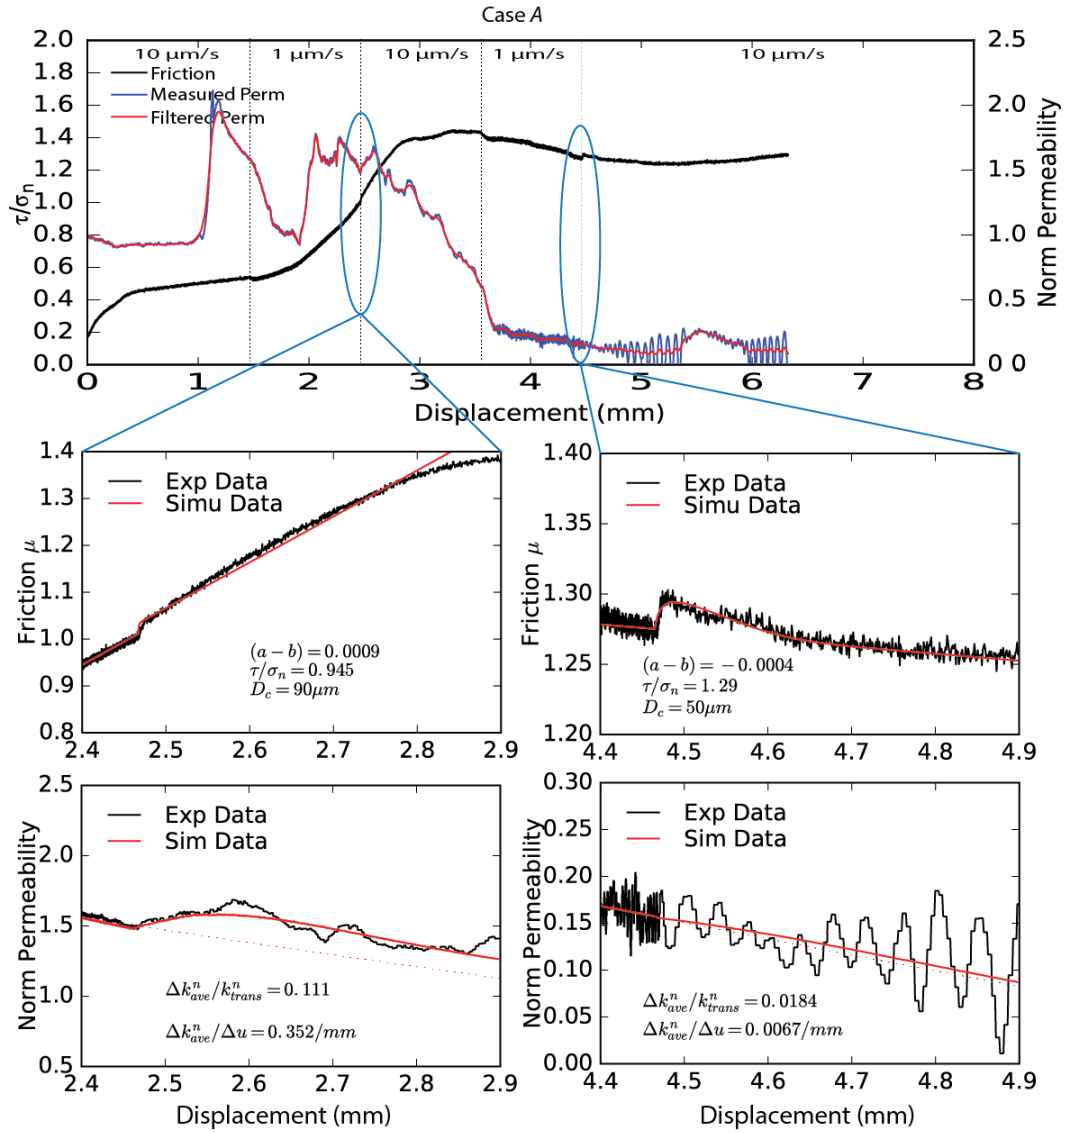 Case A
10 μm/s 1 μm/s 10 μm/s 1 μm/s 10 μm/s
Friction
Measured Perm
Filtered Perm
τ/σn
2.0
1.8
1.6
1.4
1.2
1.0
0.8
0.6
0.4
0.2
0.0
2.5
2.0
1.5
1.0
0.5
0 0
Norm Permeability
0 1 2 3 4 5 6 7 8
Displacement (mm)
Friction μ
1.4
1.3
1.2
1.1
1.0
0.9
0.8
Exp Data
Simu Data
(a − b) = 0.0009
τ/σn = 0.945
Dc = 90μm
2.4 2.5 2.6 2.7 2.8 2.9
Friction μ
1.40
1.35
1.30
1.25
1.20
Exp Data
Simu Data
(a − b) = −0.0004
τ/σn = 1.29
Dc = 50μm
4.4 4.5 4.6 4.7 4.8 4.9
Norm Permeability
2.5
2.0
1.5
1.0
0.5
Exp Data
Sim Data
Δk^n_ave/k^n_trans = 0.111
Δk^n_ave/Δu = 0.352/mm
2.4 2.5 2.6 2.7 2.8 2.9
Displacement (mm)
Norm Permeability
0.30
0.25
0.20
0.15
0.10
0.05
0.00
Exp Data
Sim Data
Δk^n_ave/k^n_trans = 0.0184
Δk^n_ave/Δu = 0.0067/mm
4.4 4.5 4.6 4.7 4.8 4.9
Displacement (mm)